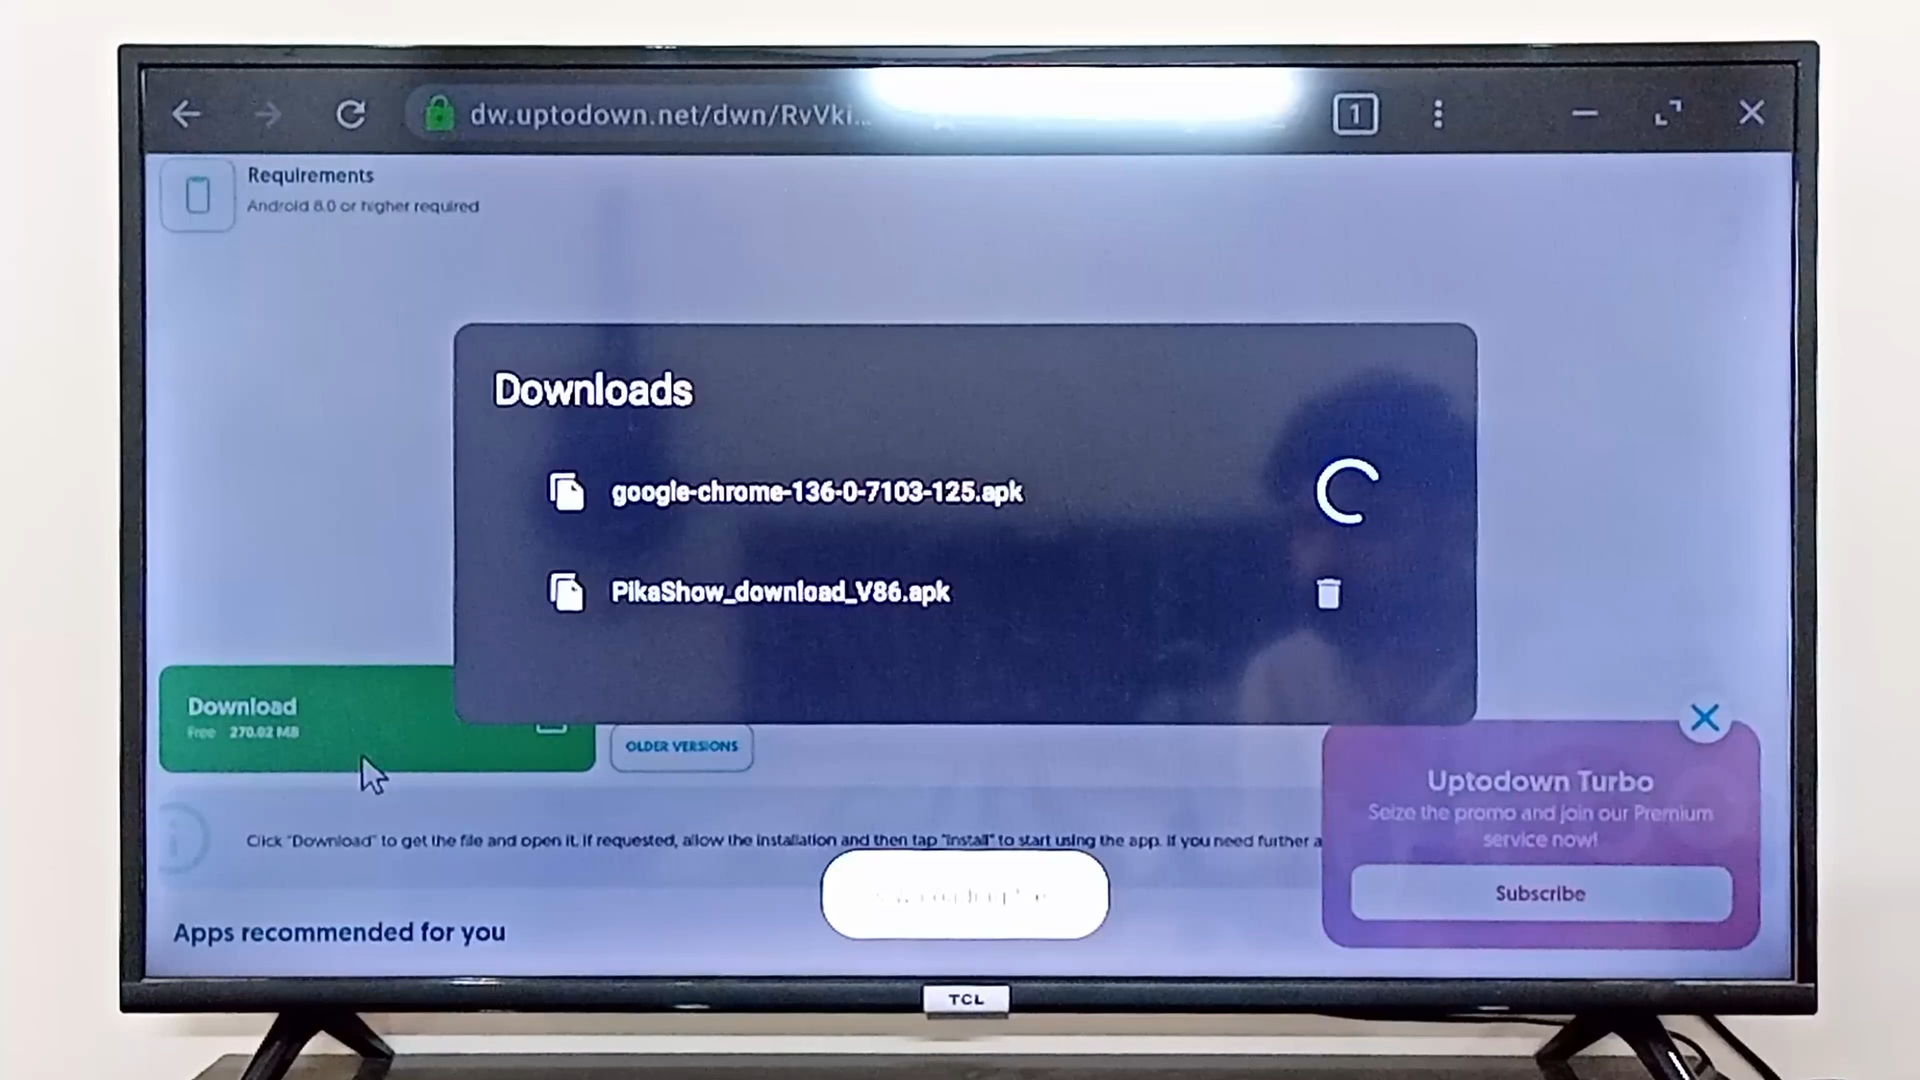 dw.uptodown.net/dwn/RvVki...
1
Requirements
Android 8.0 or higher required
Downloads
google-chrome-136-0-7103-125.apk
PikaShow_download_V86.apk
Download
Free 270.02 MB
OLDER VERSIONS
Uptodown Turbo
Seize the promo and join our Premium
service now!
Subscribe
Click "Download" to get the file and open it. If requested, allow the installation and then tap "Install" to start using the app. If you need further a
Apps recommended for you
TCL